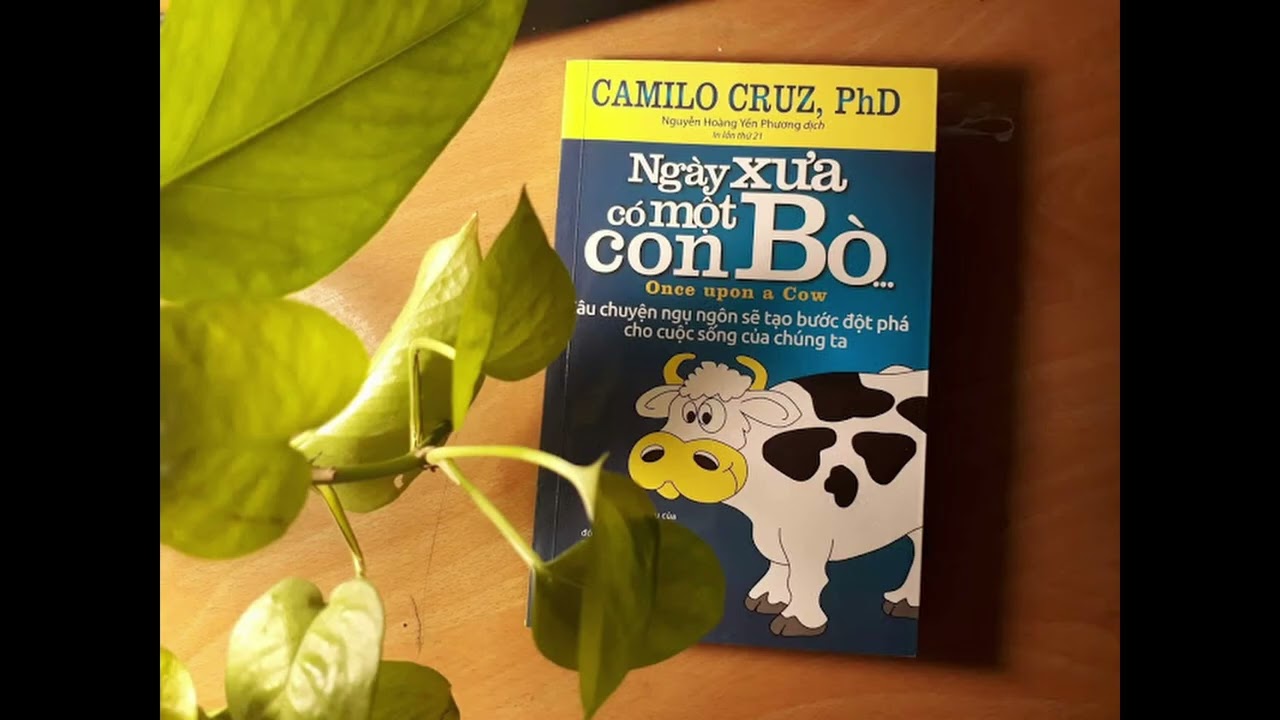 CAMILO CRUZ, PhD
Nguyễn Hoàng Yến Phương dịch
In lần thứ 21
Ngày xưa
có một
con Bò...
Once upon a Cow
âu chuyện ngụ ngôn sẽ tạo bước đột phá
cho cuộc sống của chúng ta
của